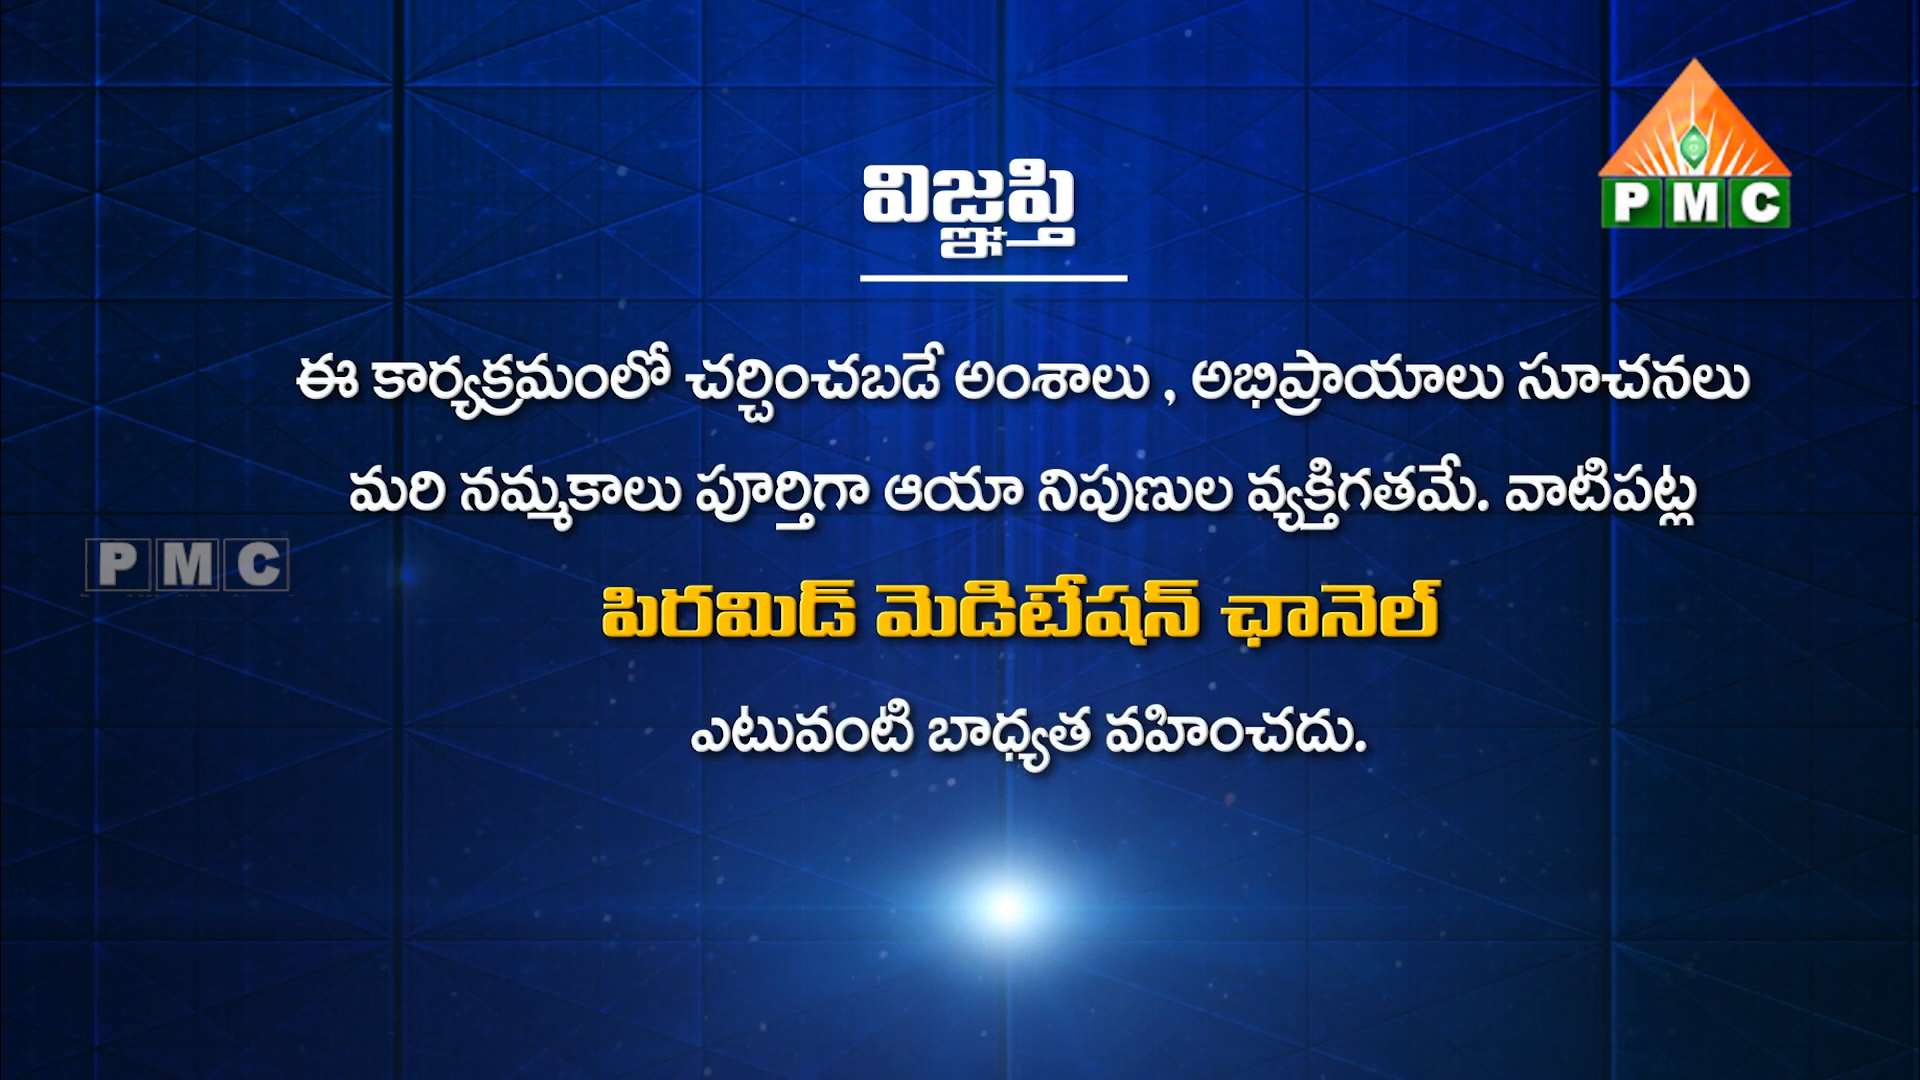 విజ్ఞప్తి
PMC
ఈ కార్యక్రమంలో చర్చించబడే అంశాలు , అభిప్రాయాలు సూచనలు
మరి నమ్మకాలు పూర్తిగా ఆయా నిపుణుల వ్యక్తిగతమే. వాటిపట్ల
PMC
పిరమిడ్ మెడిటేషన్ ఛానెల్
ఎటువంటి బాధ్యత వహించదు.